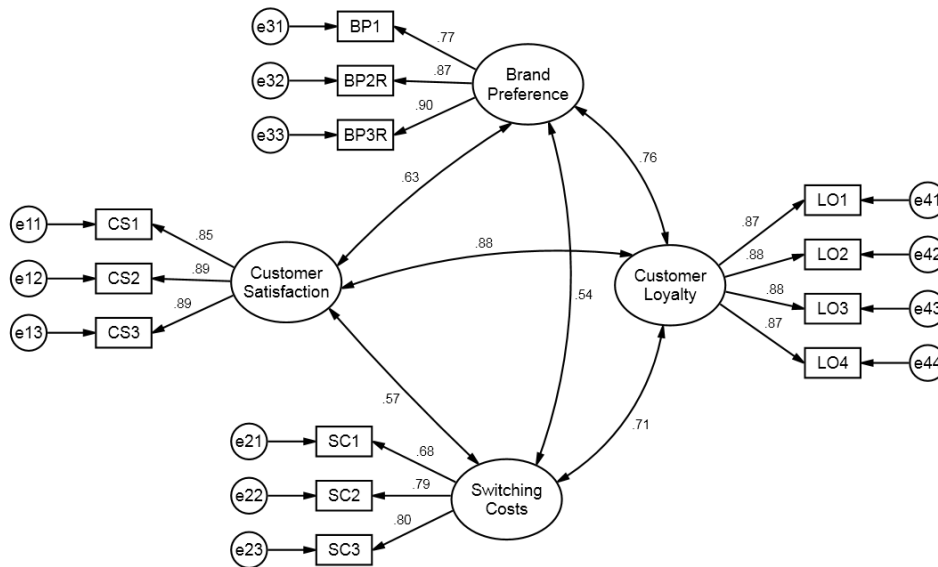 e31
BP1
.77
e32
BP2R
.87
Brand
Preference
e33
BP3R
.90
.76
.63
e11
CS1
.85
LO1
e41
.87
e12
CS2
.89
Customer
Satisfaction
.88
Customer
Loyalty
LO2
e42
.88
e13
CS3
.89
.54
LO3
e43
.88
LO4
e44
.87
.57
.71
e21
SC1
.68
e22
SC2
.79
Switching
Costs
e23
SC3
.80